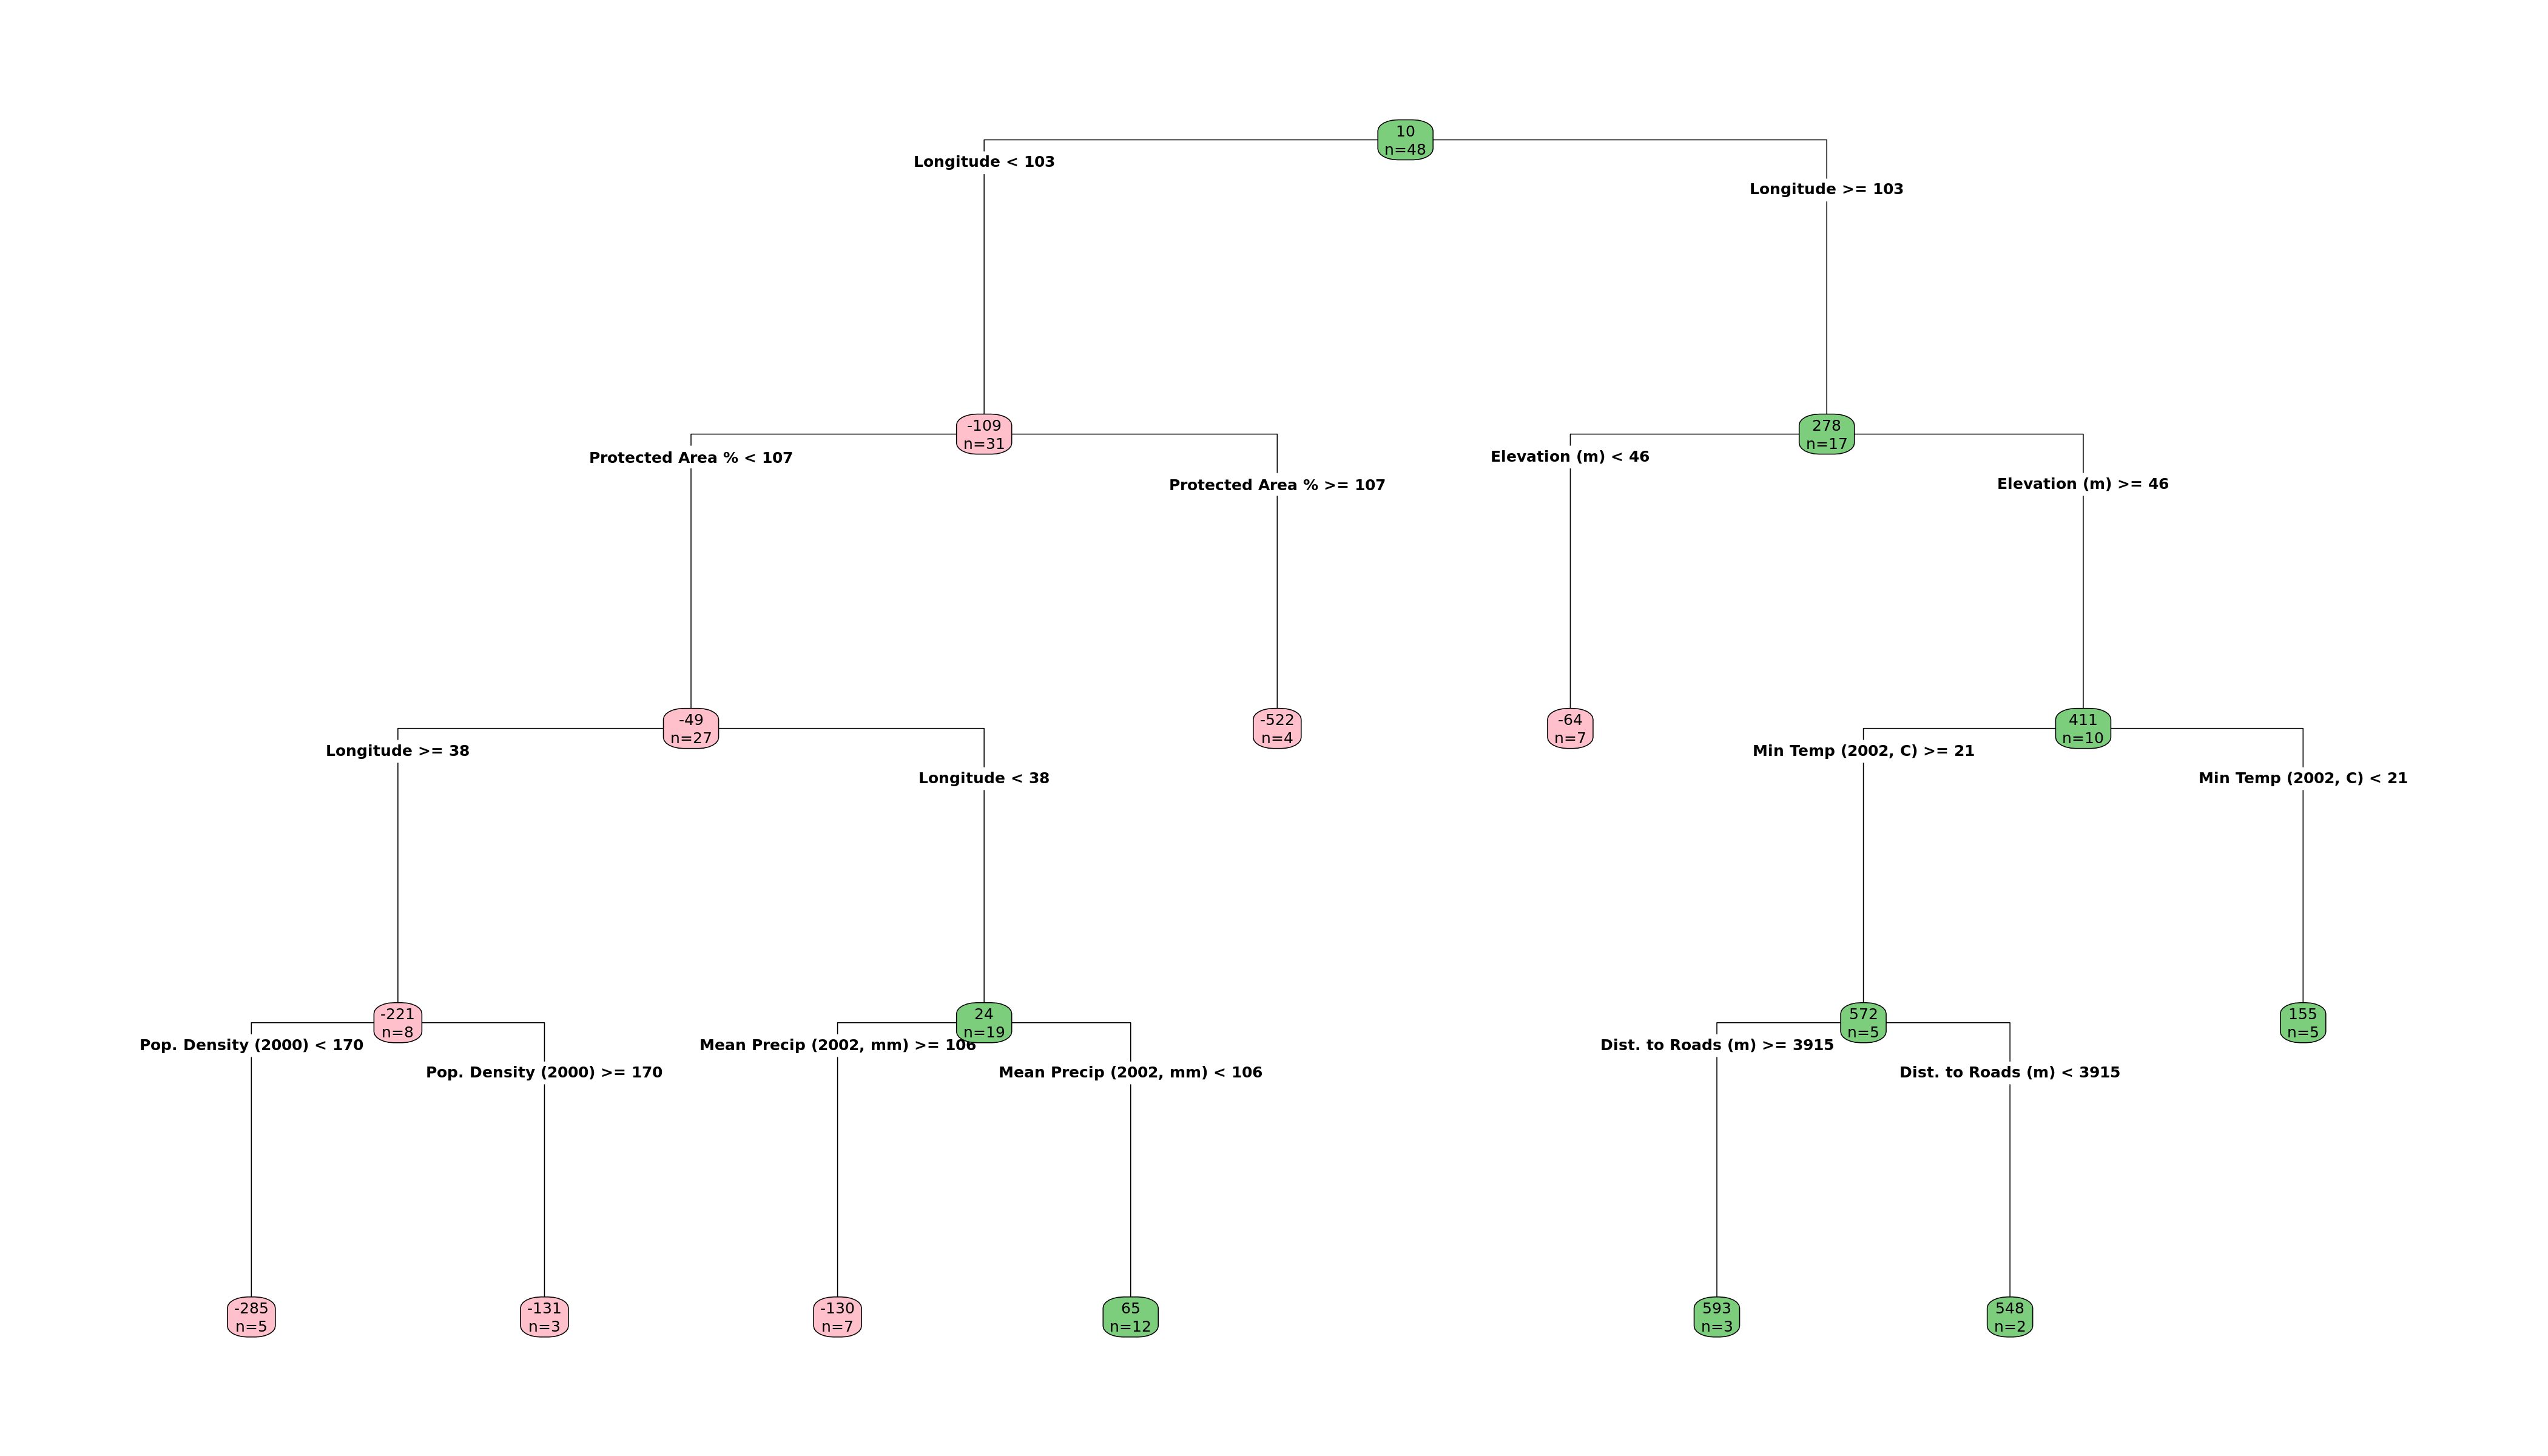 10
n=48
Longitude < 103
Longitude >= 103
-109
n=31
278
n=17
Protected Area % < 107
Protected Area % >= 107
Elevation (m) < 46
Elevation (m) >= 46
-49
n=27
-522
n=4
-64
n=7
411
n=10
Longitude >= 38
Longitude < 38
Min Temp (2002, C) >= 21
Min Temp (2002, C) < 21
-221
n=8
24
n=19
572
n=5
155
n=5
Pop. Density (2000) < 170
Pop. Density (2000) >= 170
Mean Precip (2002, mm) >= 106
Mean Precip (2002, mm) < 106
Dist. to Roads (m) >= 3915
Dist. to Roads (m) < 3915
-285
n=5
-131
n=3
-130
n=7
65
n=12
593
n=3
548
n=2